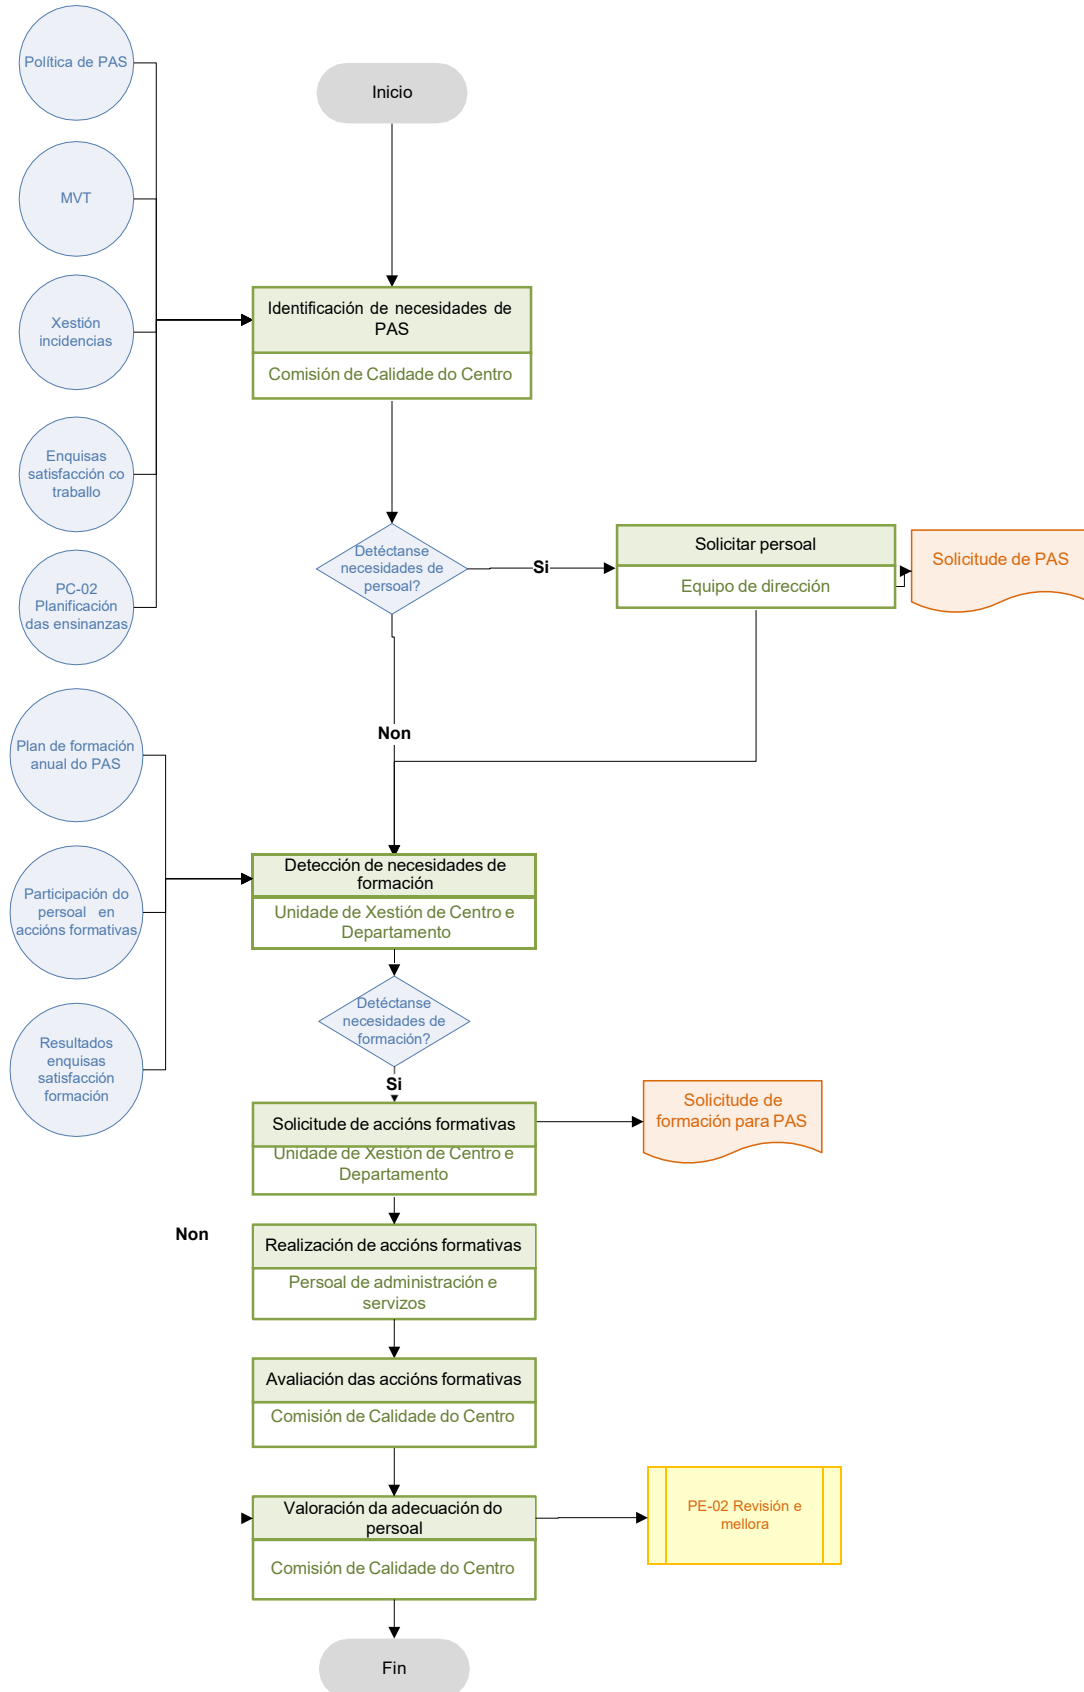 Política de PAS
Inicio
MVT
Xestión
incidencias
Identificación de necesidades de
PAS
Comisión de Calidade do Centro
Enquisas
satisfacción co
traballo
PC-02
Planificación
das ensinanzas
Detéctanse
necesidades de
persoal?
Si
Solicitar persoal
Equipo de dirección
Solicitude de PAS
Non
Plan de formación
anual do PAS
Participación do
persoal en
accións formativas
Resultados
enquisas
satisfacción
formación
Detección de necesidades de
formación
Unidade de Xestión de Centro e
Departamento
Detéctanse
necesidades de
formación?
Si
Solicitude de accións formativas
Unidade de Xestión de Centro e
Departamento
Solicitude de
formación para PAS
Non
Realización de accións formativas
Persoal de administración e
servizos
Avaliación das accións formativas
Comisión de Calidade do Centro
Valoración da adecuación do
persoal
Comisión de Calidade do Centro
PE-02 Revisión e
mellora
Fin